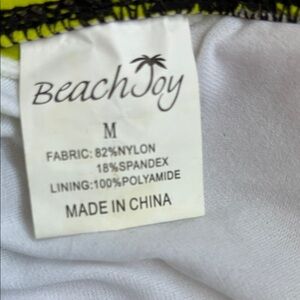 BeachJoy
M
FABRIC: 82%NYLON
18%SPANDEX
LINING:100%POLYAMIDE
MADE IN CHINA